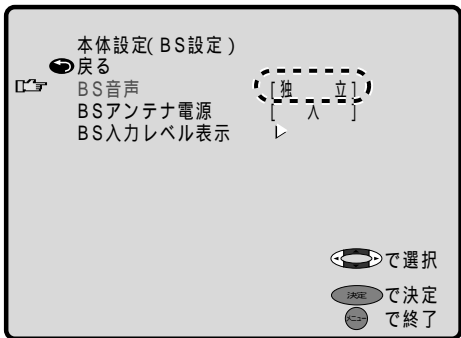 本体設定(BS設定)
戻る
BS音声 [独 立]
BSアンテナ電源 [ 入 ]
BS入力レベル表示
で選択
決定 で決定
メニュー で終了